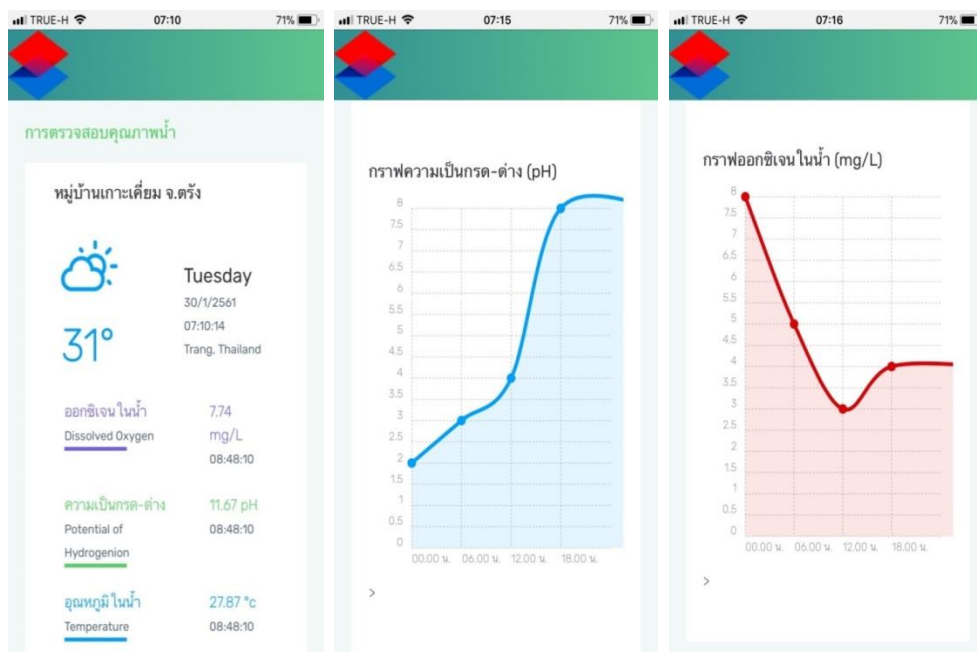 TRUE-H 07:10 71%
การตรวจสอบคุณภาพน้ำ
หมู่บ้านเกาะเคี่ยม จ.ตรัง
Tuesday
30/1/2561
07:10:14
31° Trang, Thailand
ออกซิเจนในน้ำ 7.74
Dissolved Oxygen mg/L
08:48:10
ความเป็นกรด-ด่าง 11.67 pH
Potential of 08:48:10
Hydrogenion
อุณหภูมิในน้ำ 27.87 °c
Temperature 08:48:10
TRUE-H 07:15 71%
กราฟความเป็นกรด-ด่าง (pH)
8
7.5
7
6.5
6
5.5
5
4.5
4
3.5
3
2.5
2
1.5
1
0.5
0
00.00 น. 06.00 น. 12.00 น. 18.00 น.
>
TRUE-H 07:16 71%
กราฟออกซิเจนในน้ำ (mg/L)
8
7.5
7
6.5
6
5.5
5
4.5
4
3.5
3
2.5
2
1.5
1
0.5
0
00.00 น. 06.00 น. 12.00 น. 18.00 น.
>